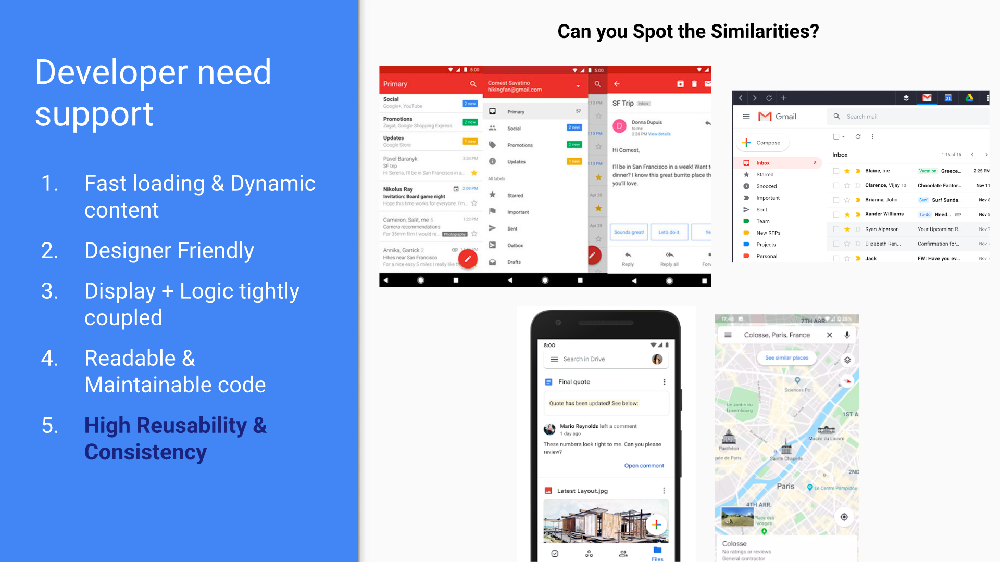 Developer need
support
1. Fast loading & Dynamic
content
2. Designer Friendly
3. Display + Logic tightly
coupled
4. Readable &
Maintainable code
5. High Reusability &
Consistency
Can you Spot the Similarities?
5:00
Primary
Social
Google+, YouTube
2 new
Promotions
Zagat, Google Shopping Express
2 new
Updates
Google Store
1 new
Pavel Baranyk
3:34 PM
SF trip
Hi Serena, I'll be in San Francisco in a...
Nikolus Ray
2:09 PM
Invitation: Board game night
Hope this time works for everyone. I'm...
Cameron, Salit, me 5
1:23 PM
Camera recommendations
For 35mm film I would re...
Photography
Annika, Garrick 2
AM
Hikes near San Francisco
For a nice easy 5 miles I really like th
5:00
Comest Savatino
hikingfan@gmail.com
Primary 57
Social 2 new
Promotions 2 new
Updates 1 new
All labels
Starred
Important
Sent
Outbox
Drafts
:13 PM
:13 PM
:13 PM
Apr 28
Apr 28
SF Trip Inbox
D
Donna Dupuis
to me
2:28 PM View details
Hi Comest,
I'll be in San Francisco in a week! Want t
dinner? I know this great burrito place th
you'll love.
Sounds great! Let's do it. Ye
Reply Reply all Forw
31
Gmail
Search mail
Compose
Inbox 8
Starred
Snoozed
Important
Sent
Team
New RFPs
Projects
Personal
Inbox
1-16 of 16
Blaine, me Vacation Greece... 2:25 PM
Clarence, Vijay 13 Chocolate Factor... Nov 11
Brianna, John Surf Surf Sunda... Nov 8
Xander Williams To-do Need... Nov 8
Ryan Alperson Your Upcoming R... Nov 7
Elizabeth Ren... Confirmation for... Nov 7
Jack FW: Have you ev... Nov 7
8:00
Search in Drive
Final quote
Quote has been updated! See below:
Mario Reynolds left a comment
1 day ago
These numbers look right to me. Can you please
review?
Open comment
Latest Layout.jpg
Files
17:48
28%
7TH ARR.
Colosse, Paris, France
See similar places
Sciences Po
Le Jardin du
Luxembourg
1ST A
Musée du Louvre
Panthéon
Sainte Chapelle
uée de Paris
2ND
Paris
Le Centre Pompidou
4TH ARR.
Place des
Vosges
Colosse
No ratings or reviews
General contractor